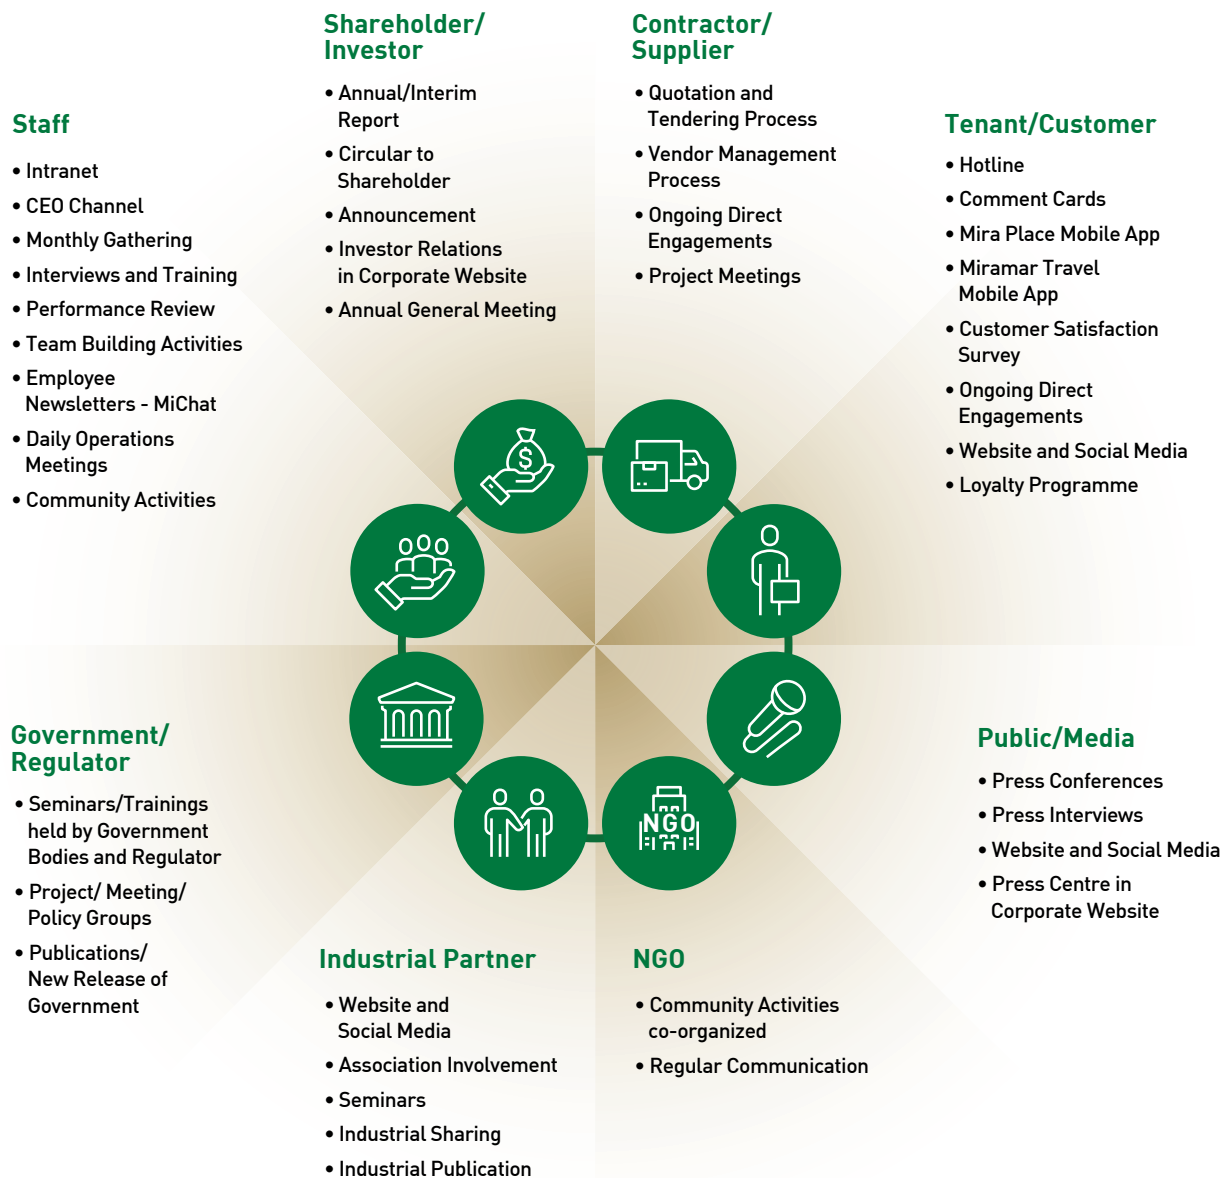 Shareholder/
Investor
• Annual/Interim
Report
• Circular to
Shareholder
• Announcement
• Investor Relations
in Corporate Website
• Annual General Meeting
Contractor/
Supplier
• Quotation and
Tendering Process
• Vendor Management
Process
• Ongoing Direct
Engagements
• Project Meetings
Staff
• Intranet
• CEO Channel
• Monthly Gathering
• Interviews and Training
• Performance Review
• Team Building Activities
• Employee
Newsletters - MiChat
• Daily Operations
Meetings
• Community Activities
Tenant/Customer
• Hotline
• Comment Cards
• Mira Place Mobile App
• Miramar Travel
Mobile App
• Customer Satisfaction
Survey
• Ongoing Direct
Engagements
• Website and Social Media
• Loyalty Programme
$
NGO
Government/
Regulator
• Seminars/Trainings
held by Government
Bodies and Regulator
• Project/ Meeting/
Policy Groups
• Publications/
New Release of
Government
Public/Media
• Press Conferences
• Press Interviews
• Website and Social Media
• Press Centre in
Corporate Website
Industrial Partner
• Website and
Social Media
• Association Involvement
• Seminars
• Industrial Sharing
• Industrial Publication
NGO
• Community Activities
co-organized
• Regular Communication